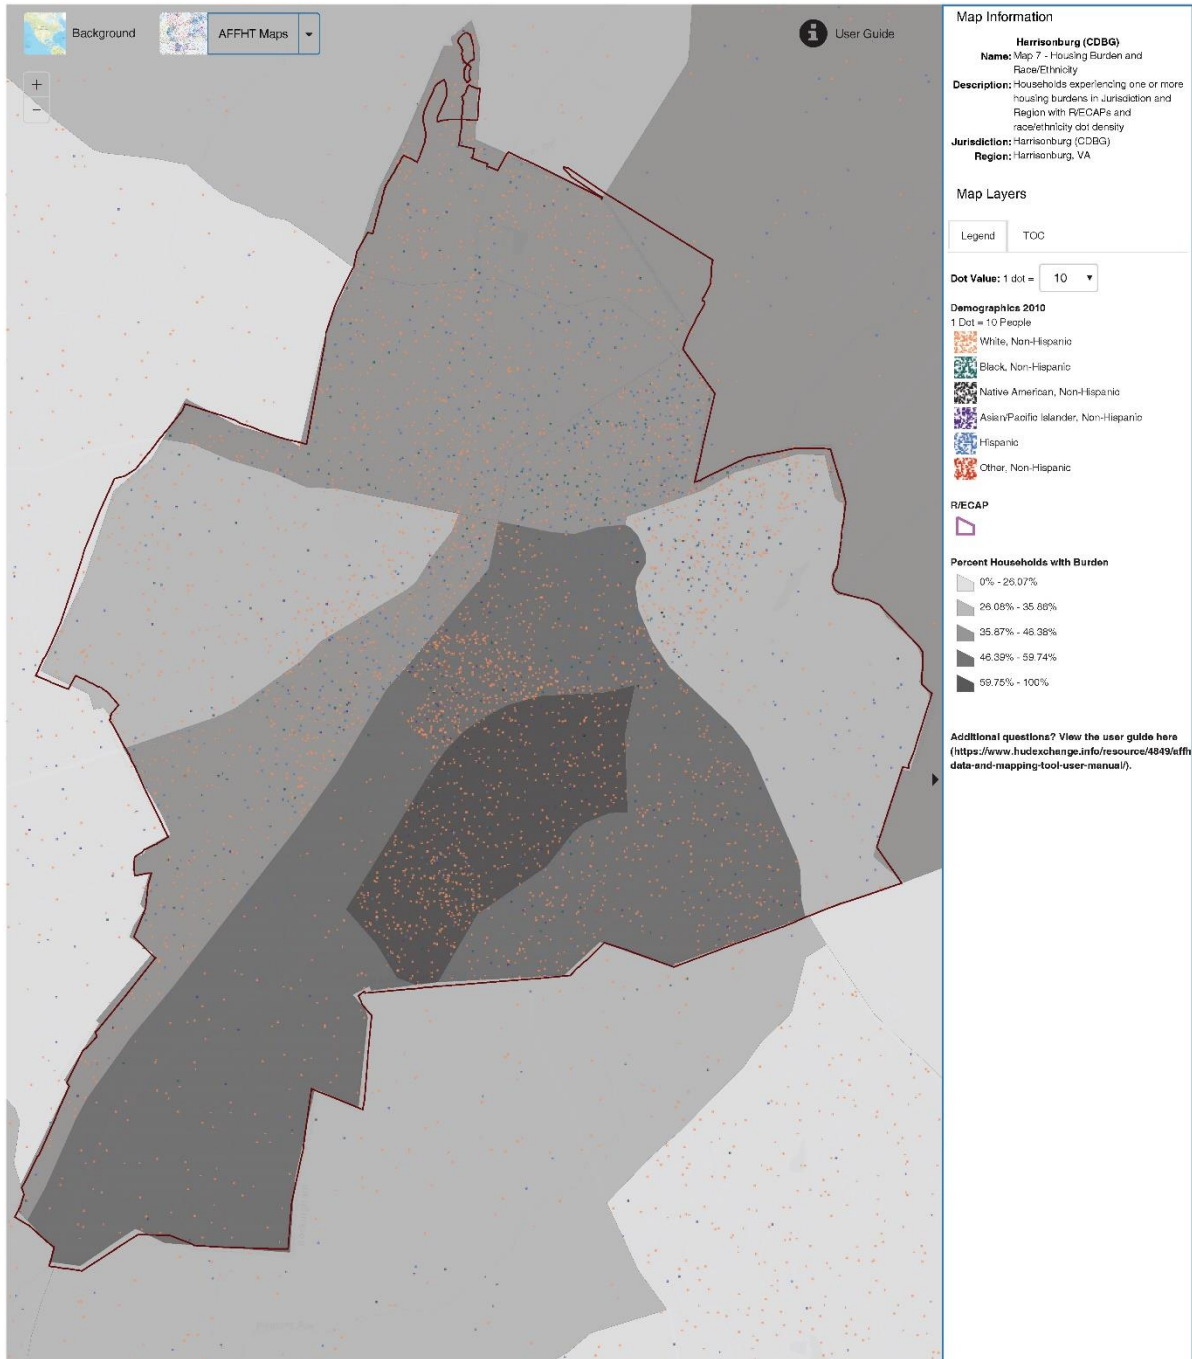 Background
AFFHT Maps
User Guide
+
−
Map Information
Harrisonburg (CDBG)
Name: Map 7 - Housing Burden and
Race/Ethnicity
Description: Households experiencing one or more
housing burdens in Jurisdiction and
Region with R/ECAPs and
race/ethnicity dot density
Jurisdiction: Harrisonburg (CDBG)
Region: Harrisonburg, VA
Map Layers
Legend TOC
Dot Value: 1 dot = 10
Demographics 2010
1 Dot = 10 People
White, Non-Hispanic
Black, Non-Hispanic
Native American, Non-Hispanic
Asian/Pacific Islander, Non-Hispanic
Hispanic
Other, Non-Hispanic
R/ECAP
Percent Households with Burden
0% - 26.07%
26.08% - 35.86%
35.87% - 46.38%
46.39% - 59.74%
59.75% - 100%
Additional questions? View the user guide here
(https://www.hudexchange.info/resource/4849/affh
data-and-mapping-tool-user-manual/).